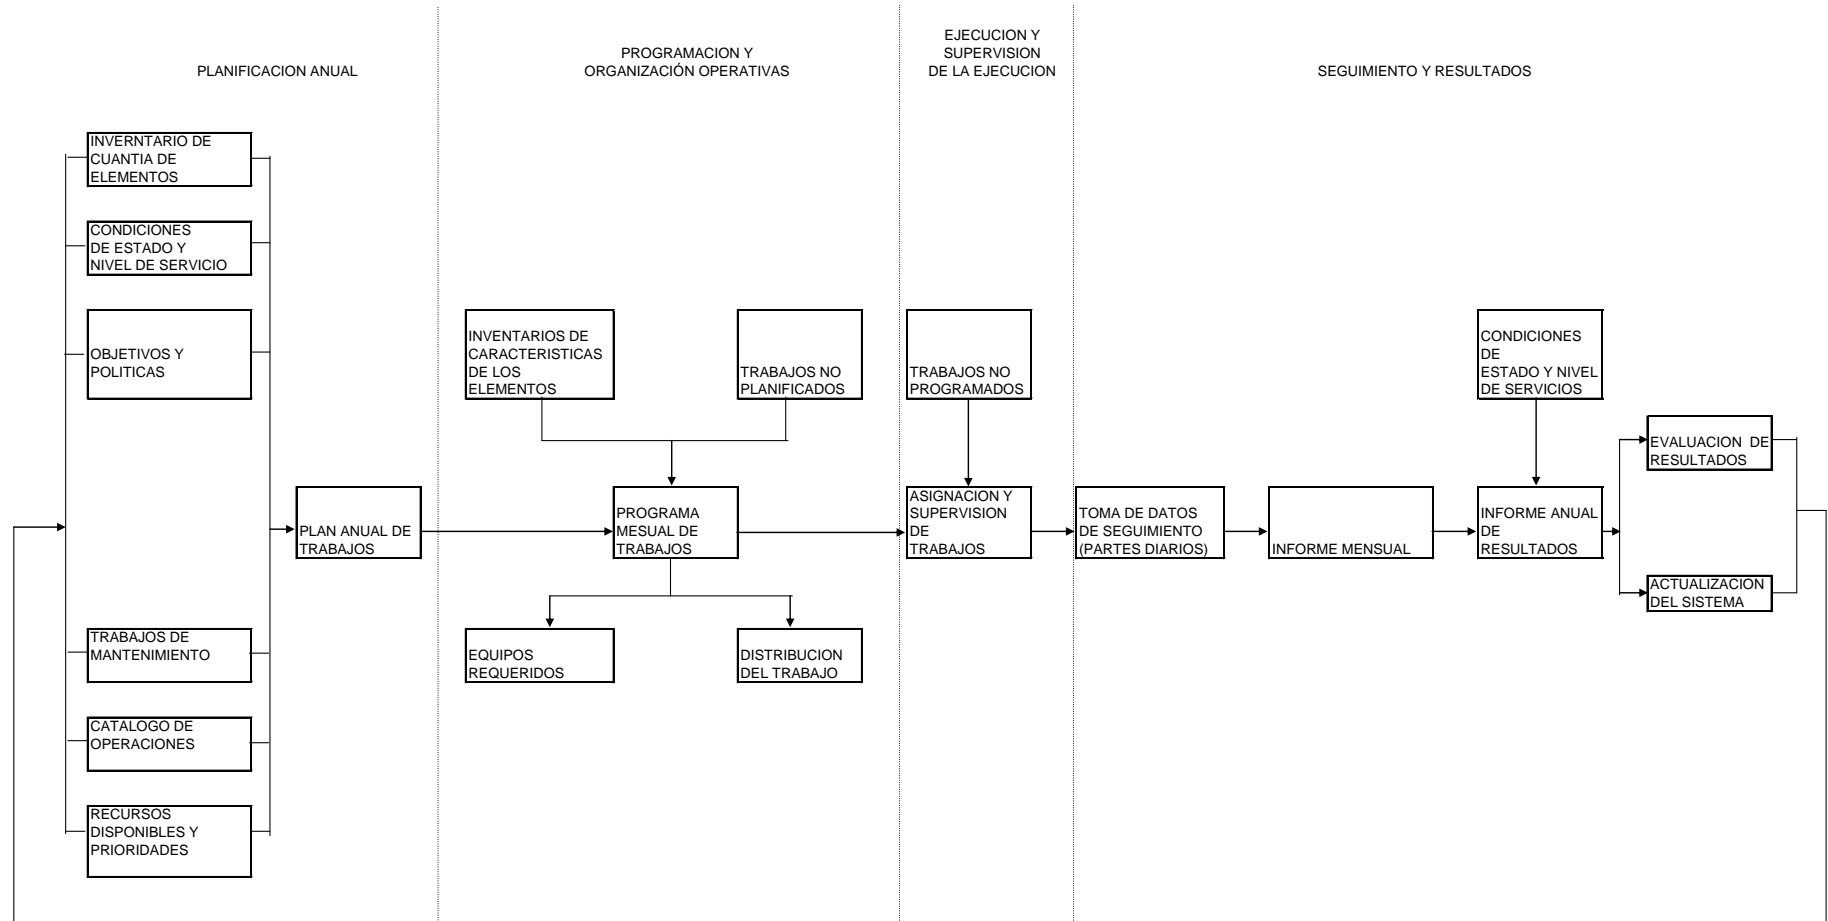 PLANIFICACION ANUAL
PROGRAMACION Y
ORGANIZACIÓN OPERATIVAS
EJECUCION Y
SUPERVISION
DE LA EJECUCION
SEGUIMIENTO Y RESULTADOS
INVERNTARIO DE
CUANTIA DE
ELEMENTOS
CONDICIONES
DE ESTADO Y
NIVEL DE SERVICIO
OBJETIVOS Y
POLITICAS
TRABAJOS DE
MANTENIMIENTO
CATALOGO DE
OPERACIONES
RECURSOS
DISPONIBLES Y
PRIORIDADES
PLAN ANUAL DE
TRABAJOS
INVENTARIOS DE
CARACTERISTICAS
DE LOS
ELEMENTOS
TRABAJOS NO
PLANIFICADOS
PROGRAMA
MESUAL DE
TRABAJOS
EQUIPOS
REQUERIDOS
DISTRIBUCION
DEL TRABAJO
TRABAJOS NO
PROGRAMADOS
ASIGNACION Y
SUPERVISION
DE
TRABAJOS
TOMA DE DATOS
DE SEGUIMIENTO
(PARTES DIARIOS)
INFORME MENSUAL
CONDICIONES
DE
ESTADO Y NIVEL
DE SERVICIOS
INFORME ANUAL
DE
RESULTADOS
EVALUACION DE
RESULTADOS
ACTUALIZACION
DEL SISTEMA